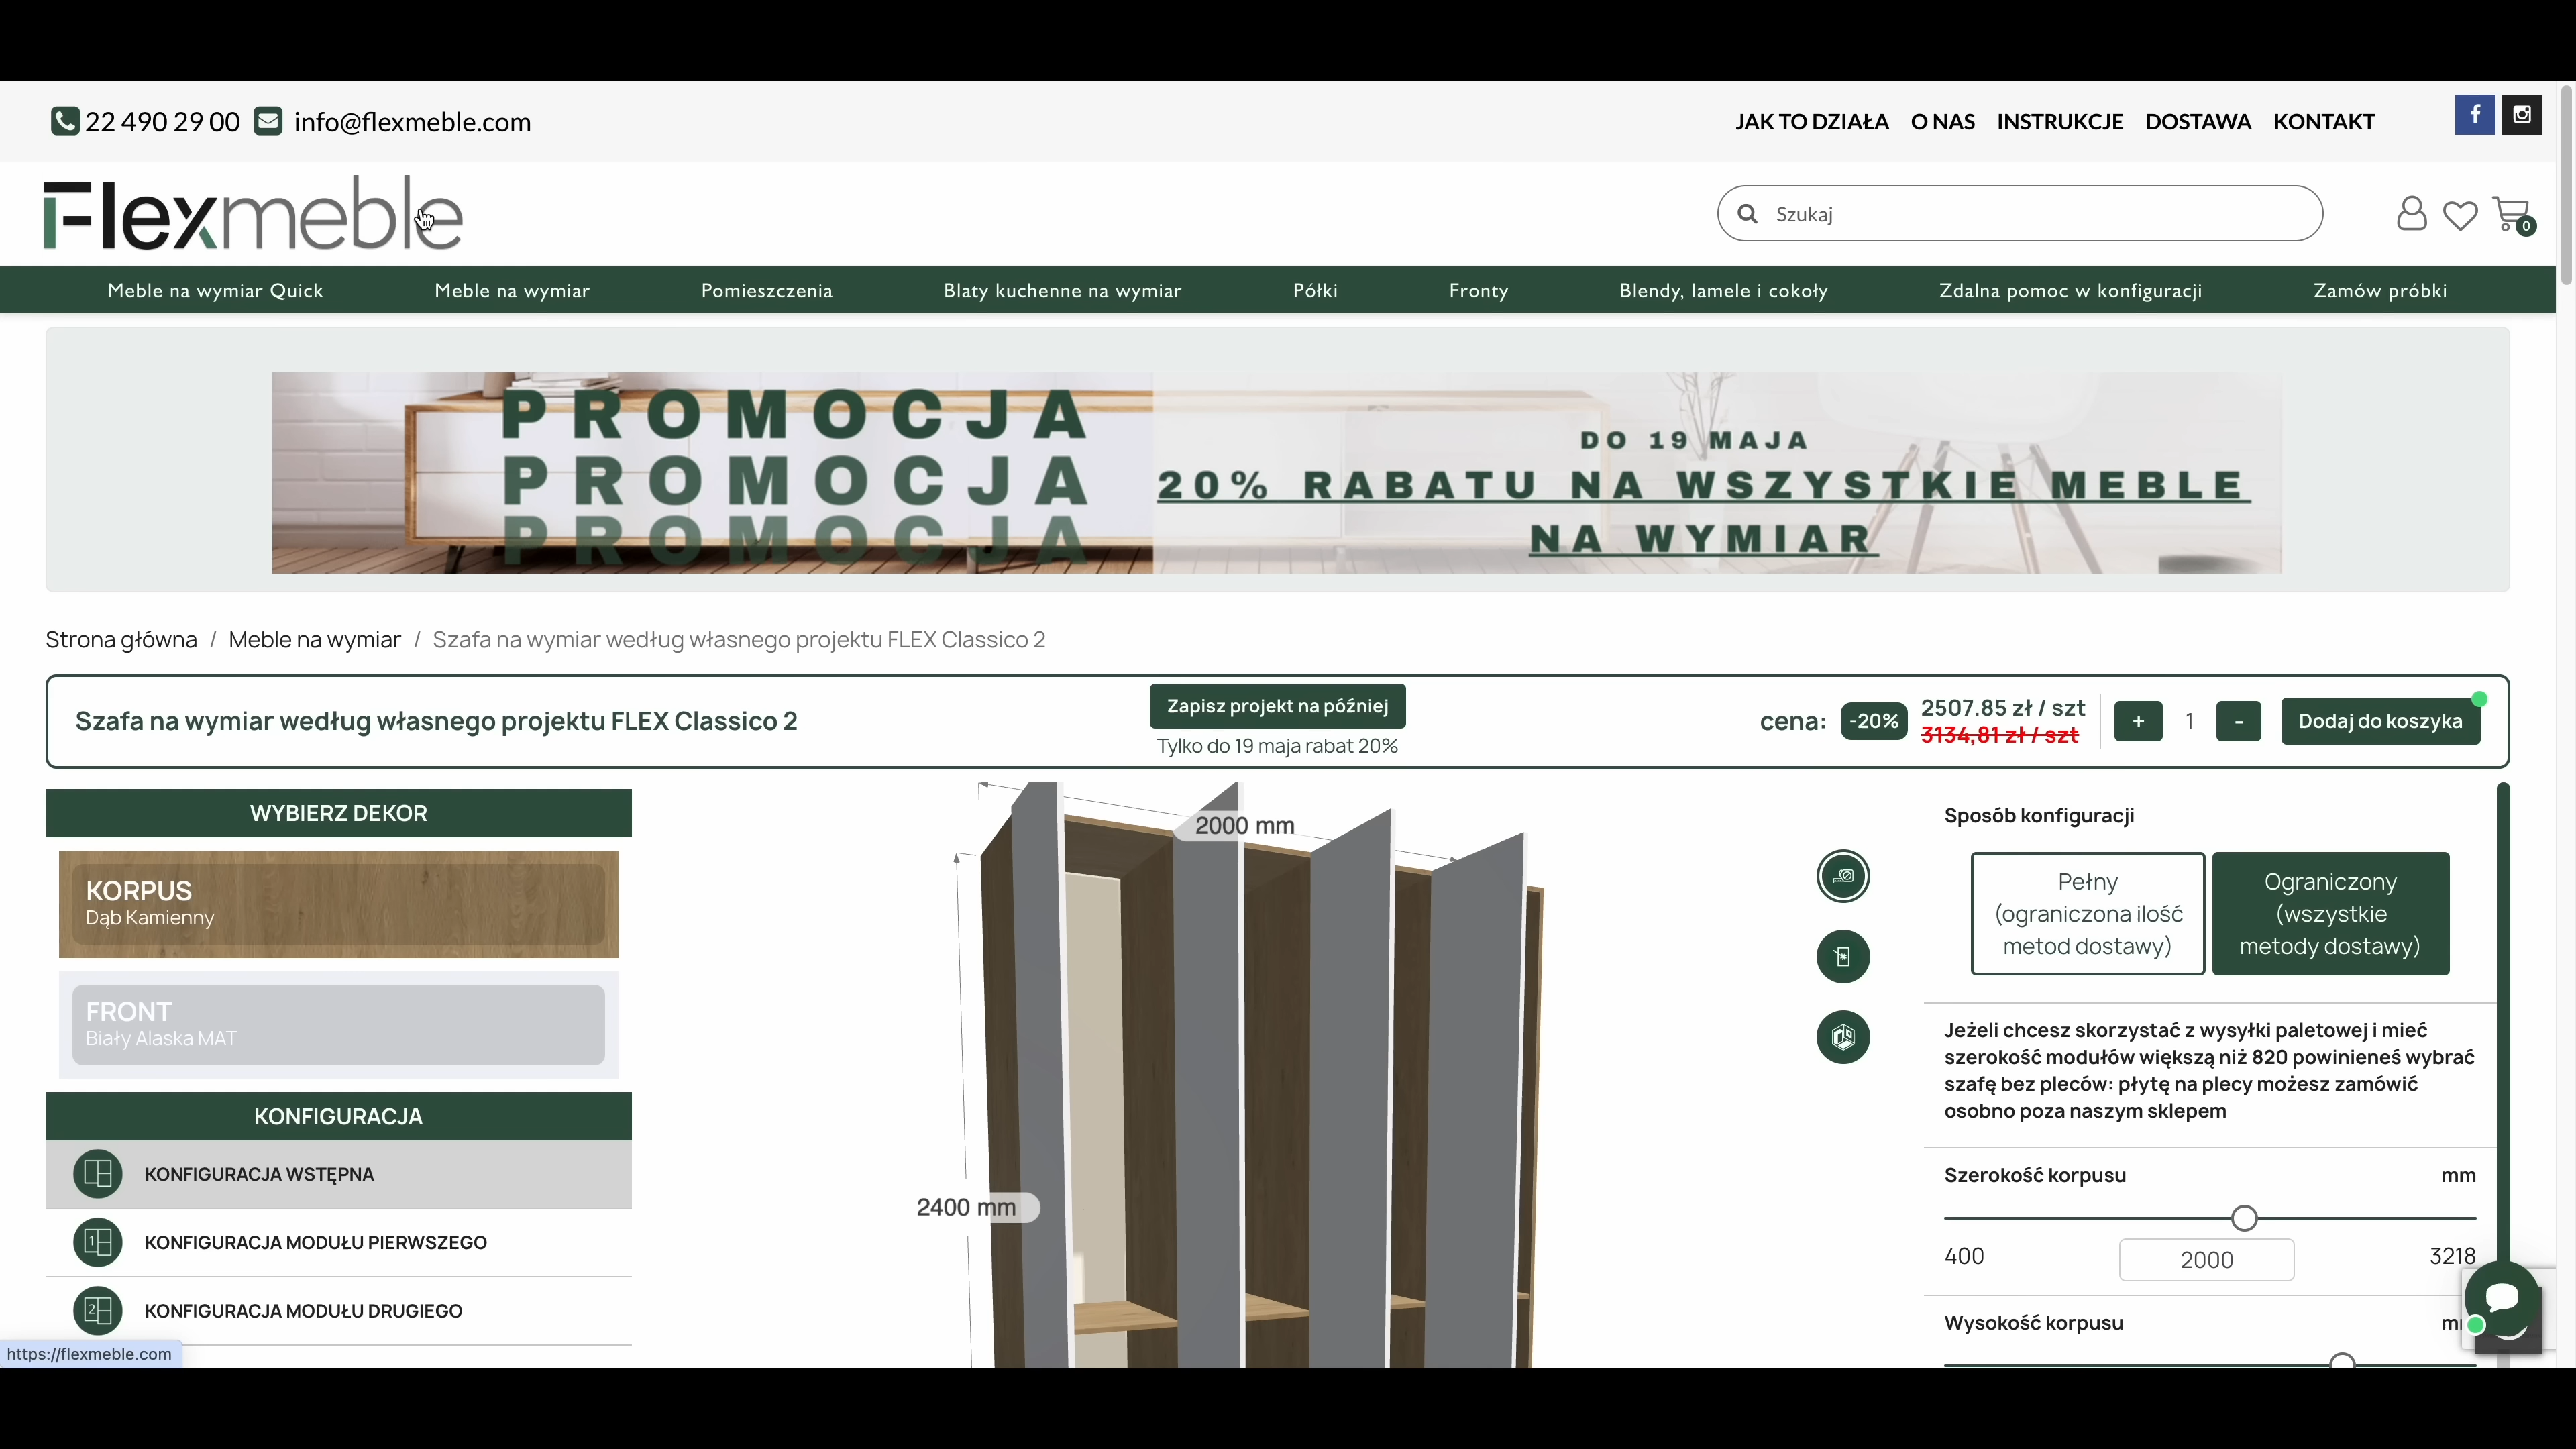 22 490 29 00 info@flexmeble.com
JAK TO DZIAŁA O NAS INSTRUKCJE DOSTAWA KONTAKT
Flexmeble
Szukaj
0
Meble na wymiar Quick Meble na wymiar Pomieszczenia Blaty kuchenne na wymiar Półki Fronty Blendy, lamele i cokoły Zdalna pomoc w konfiguracji Zamów próbki
PROMOCJA
PROMOCJA
PROMOCJA
DO 19 MAJA
20% RABATU NA WSZYSTKIE MEBLE
NA WYMIAR
Strona główna / Meble na wymiar / Szafa na wymiar według własnego projektu FLEX Classico 2
Szafa na wymiar według własnego projektu FLEX Classico 2
Zapisz projekt na później
Tylko do 19 maja rabat 20%
cena: -20% 2507.85 zł / szt
3134,81 zł / szt
+ 1 -
Dodaj do koszyka
WYBIERZ DEKOR
KORPUS
Dąb Kamienny
FRONT
Biały Alaska MAT
KONFIGURACJA
KONFIGURACJA WSTĘPNA
1 KONFIGURACJA MODUŁU PIERWSZEGO
2 KONFIGURACJA MODUŁU DRUGIEGO
2000 mm
2400 mm
Sposób konfiguracji
Pełny
(ograniczona ilość
metod dostawy)
Ograniczony
(wszystkie
metody dostawy)
Jeżeli chcesz skorzystać z wysyłki paletowej i mieć
szerokość modułów większą niż 820 powinieneś wybrać
szafę bez pleców: płytę na plecy możesz zamówić
osobno poza naszym sklepem
Szerokość korpusu mm
400 2000 3218
Wysokość korpusu
https://flexmeble.com